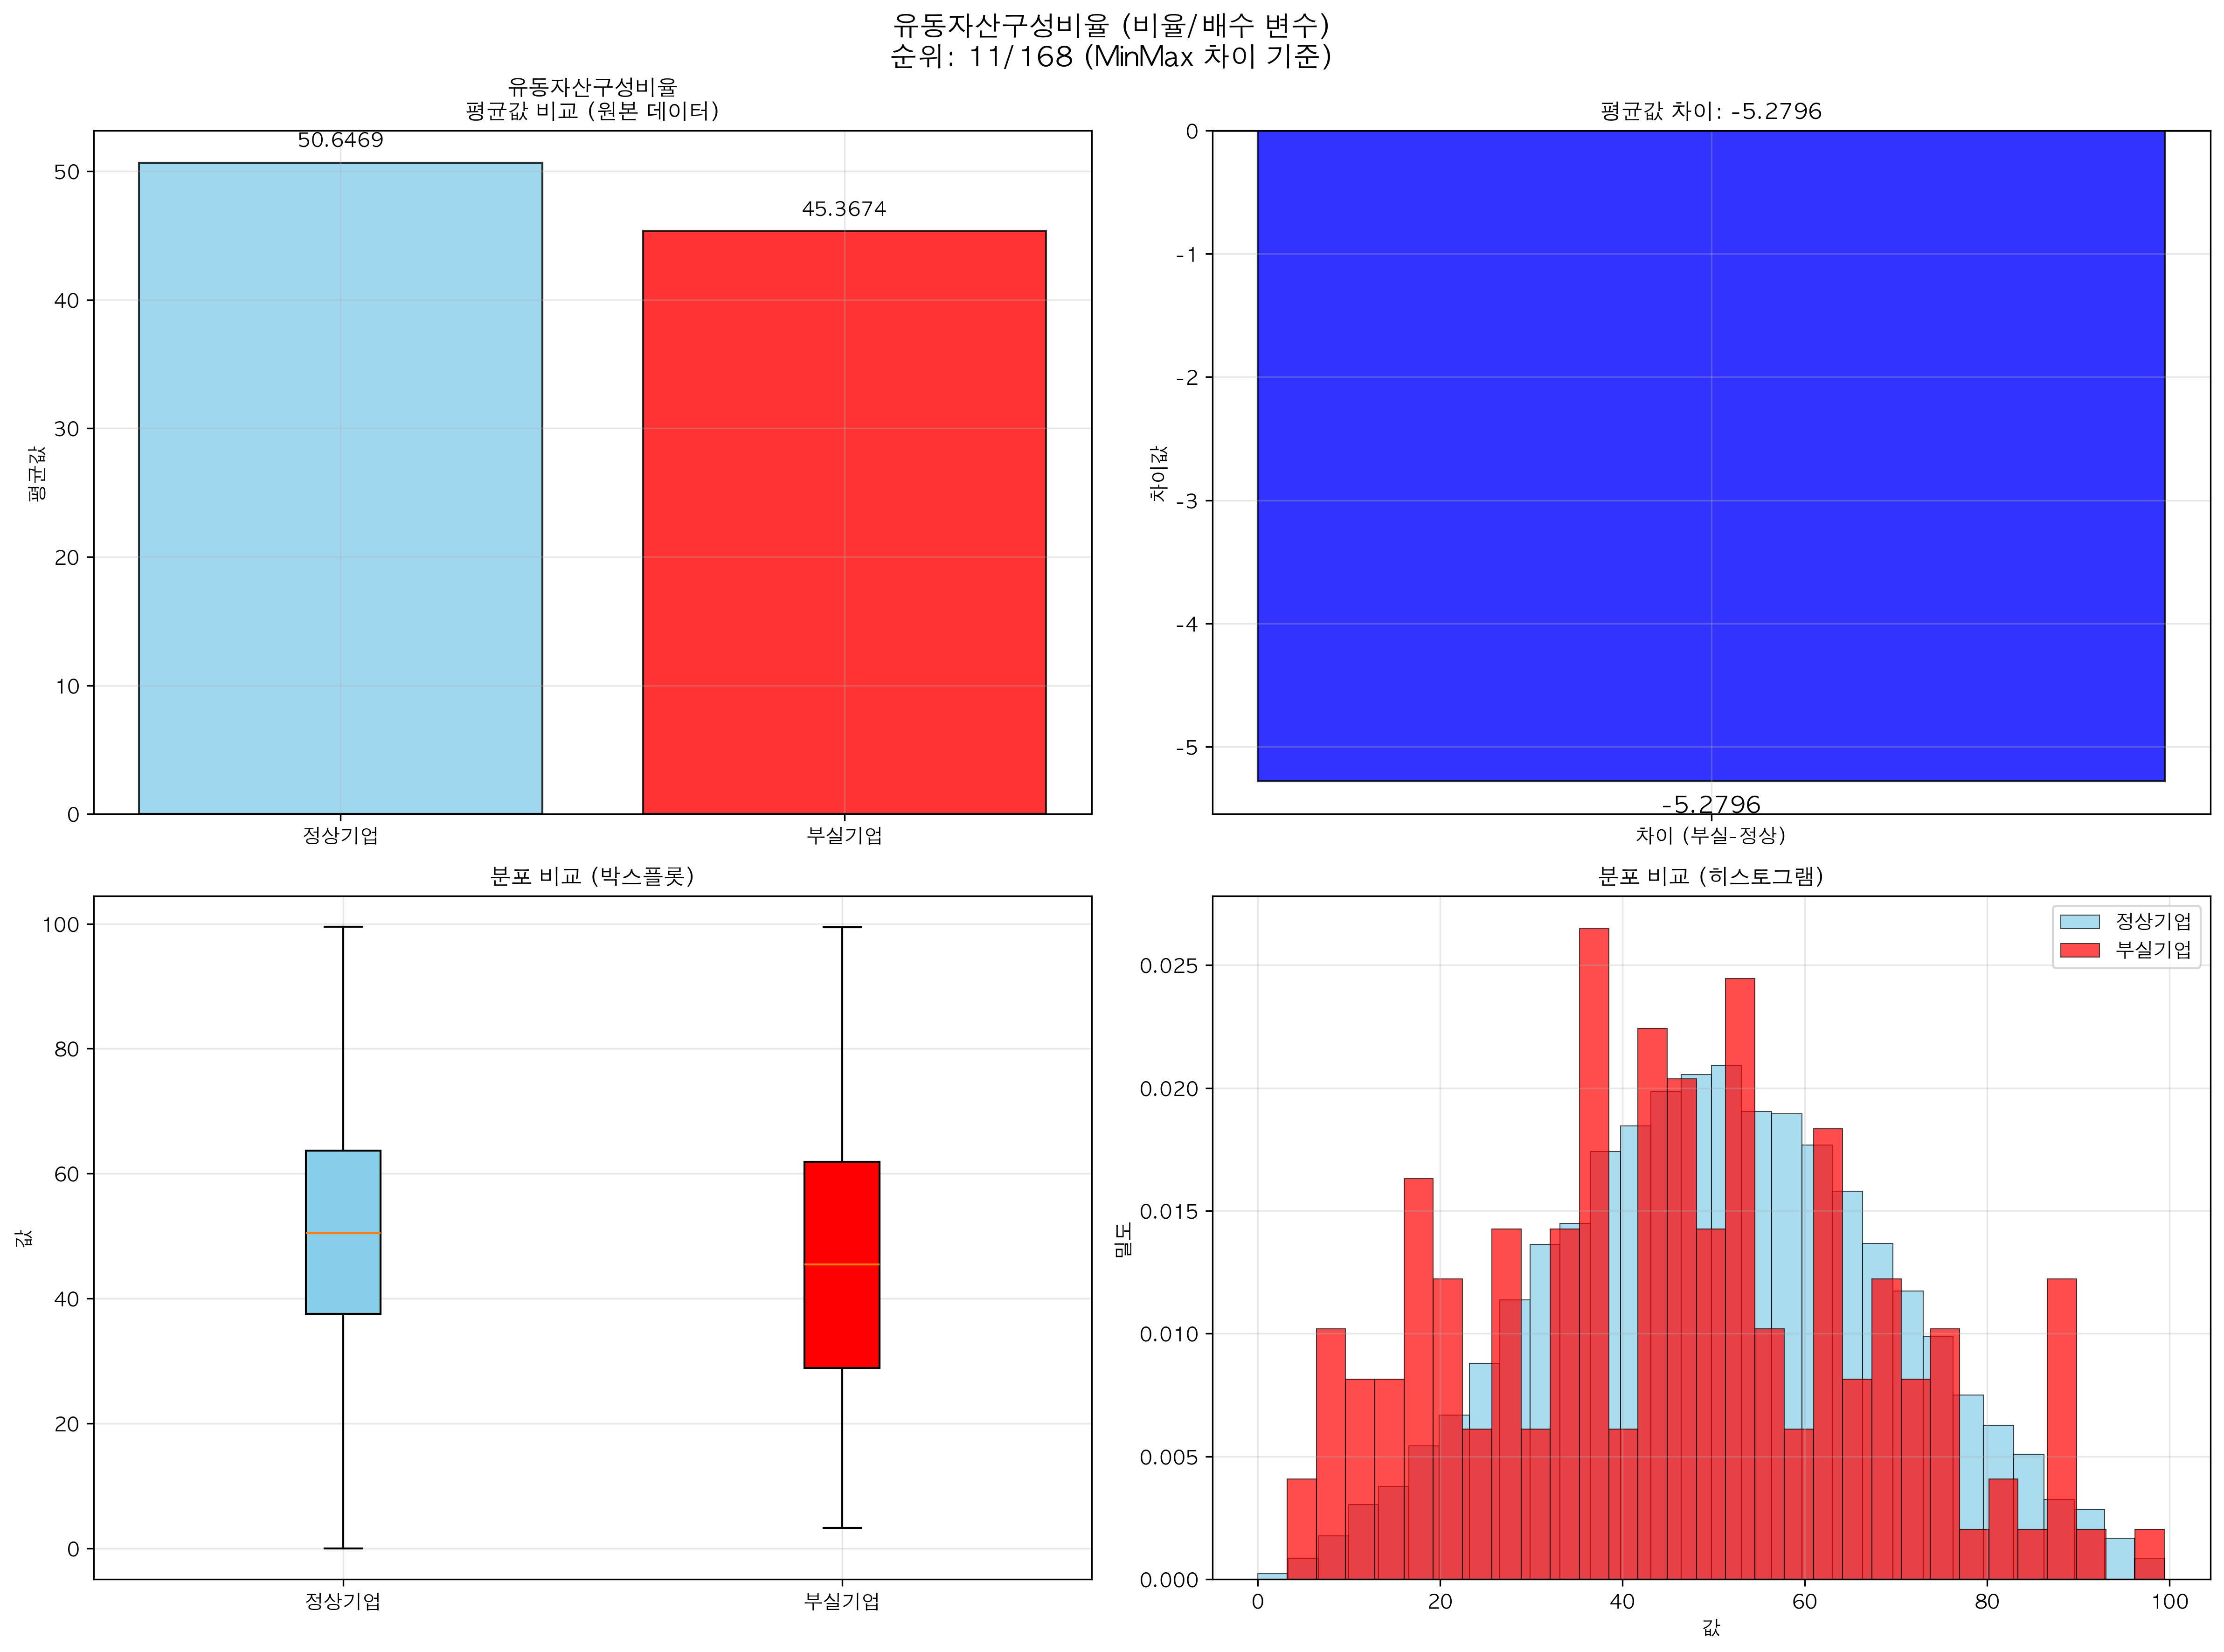 유동자산구성비율 (비율/배수 변수)
순위: 11/168 (MinMax 차이 기준)
유동자산구성비율
평균값 비교 (원본 데이터)
50.6469
45.3674
평균값
50
40
30
20
10
0
정상기업
부실기업
평균값 차이: -5.2796
차이값
0
-1
-2
-3
-4
-5
-5.2796
차이 (부실-정상)
분포 비교 (박스플롯)
값
100
80
60
40
20
0
정상기업
부실기업
분포 비교 (히스토그램)
정상기업
부실기업
밀도
0.025
0.020
0.015
0.010
0.005
0.000
0
20
40
60
80
100
값